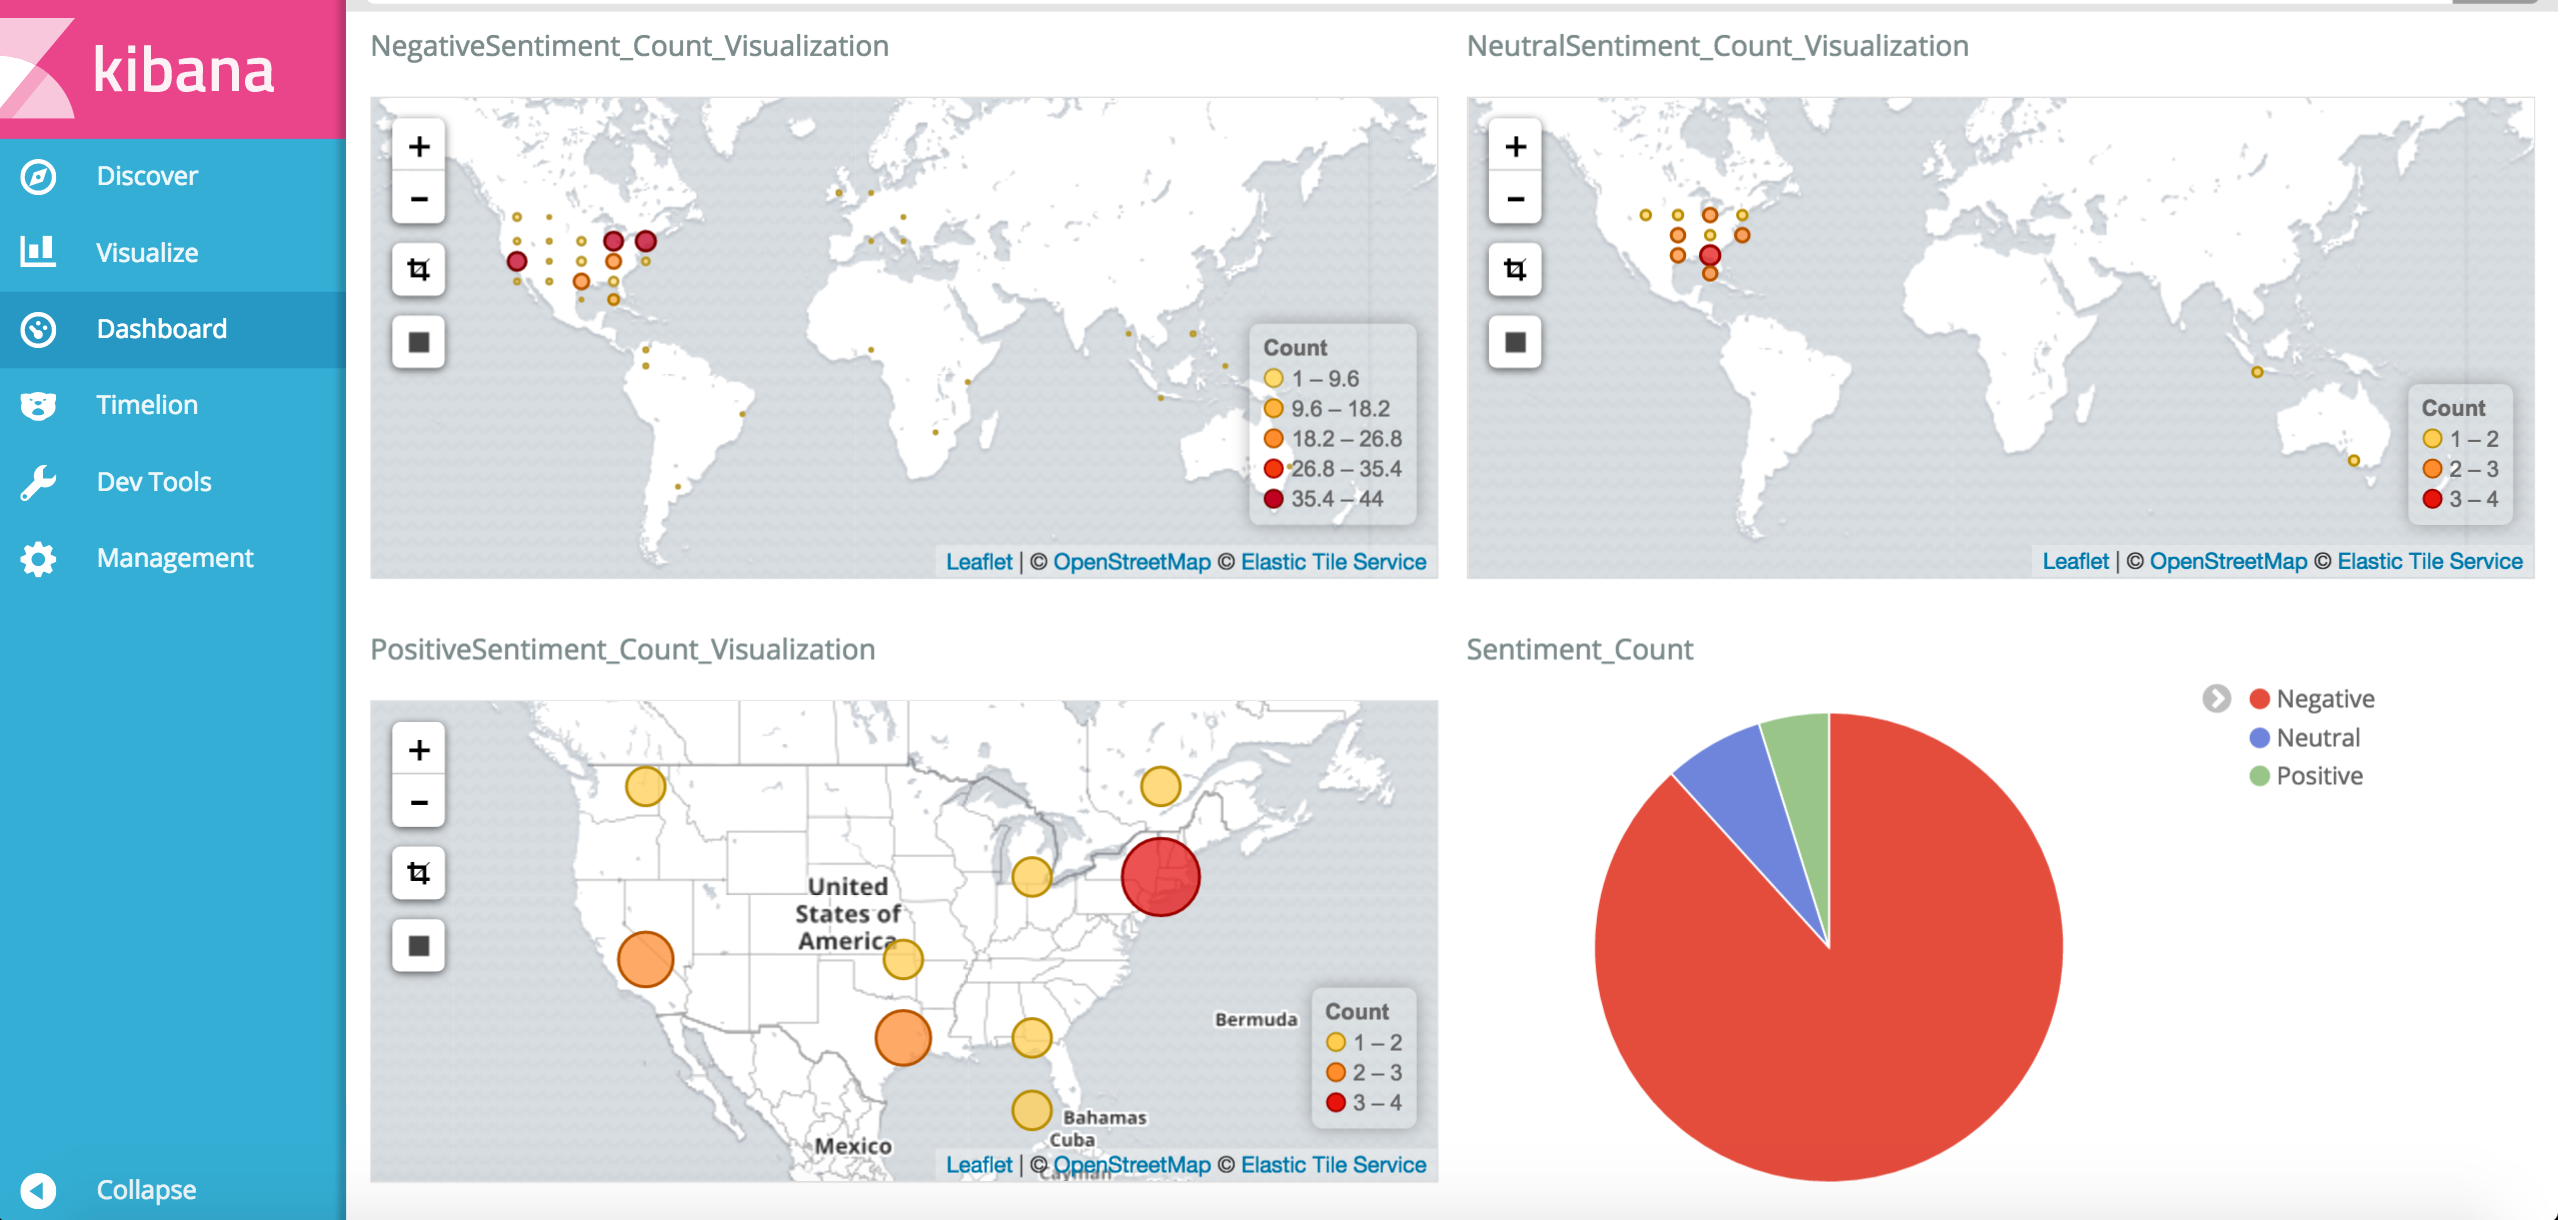 kibana
Discover
Visualize
Dashboard
Timelion
Dev Tools
Management
Collapse
NegativeSentiment_Count_Visualization
+
−
Count
1 – 9.6
9.6 – 18.2
18.2 – 26.8
26.8 – 35.4
35.4 – 44
Leaflet | © OpenStreetMap © Elastic Tile Service
NeutralSentiment_Count_Visualization
+
−
Count
1 – 2
2 – 3
3 – 4
Leaflet | © OpenStreetMap © Elastic Tile Service
PositiveSentiment_Count_Visualization
+
−
United
States of
America
Bermuda
Bahamas
Cuba
Mexico
Cayman
Count
1 – 2
2 – 3
3 – 4
Leaflet | © OpenStreetMap © Elastic Tile Service
Sentiment_Count
Negative
Neutral
Positive